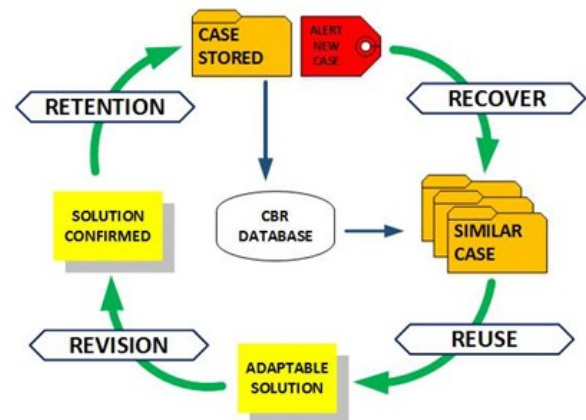 CASE
STORED
ALERT
NEW
CASE
RETENTION
RECOVER
SOLUTION
CONFIRMED
CBR
DATABASE
SIMILAR
CASE
REVISION
REUSE
ADAPTABLE
SOLUTION